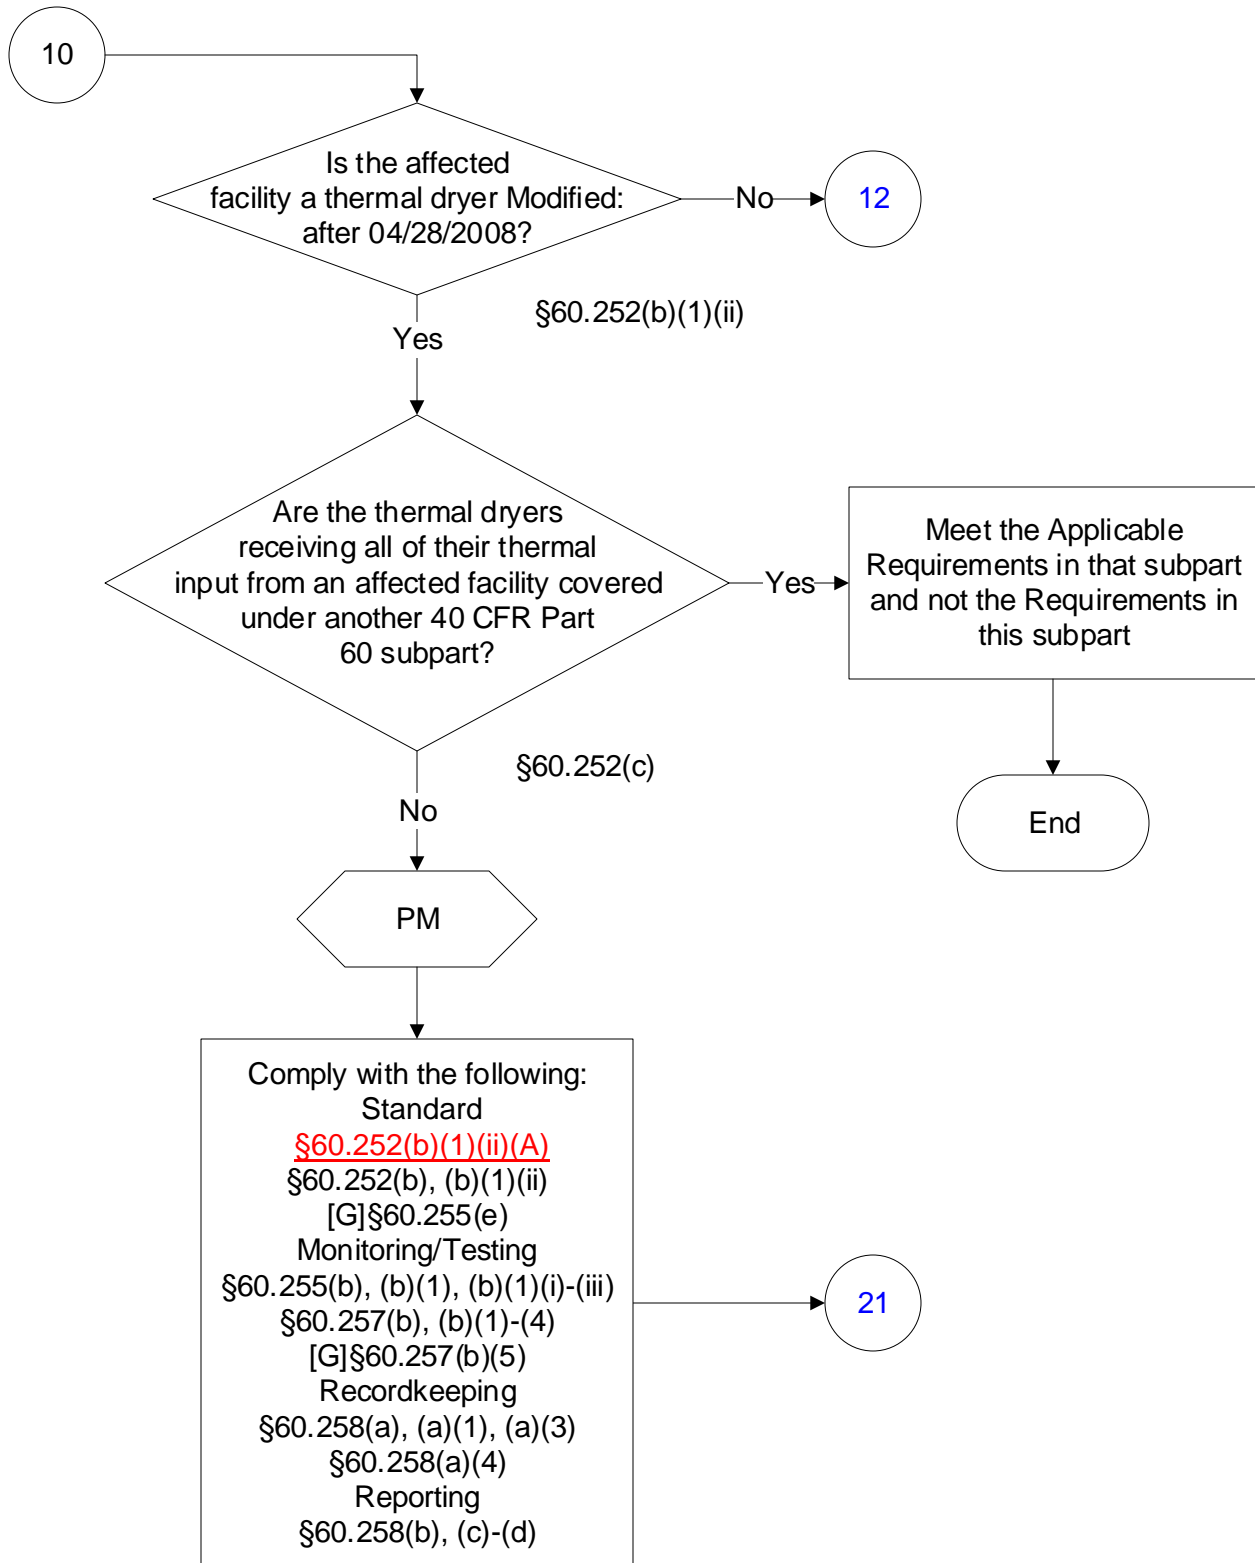 10
Is the affected
facility a thermal dryer Modified:
after 04/28/2008?
No
12
§60.252(b)(1)(ii)
Yes
Are the thermal dryers
receiving all of their thermal
input from an affected facility covered
under another 40 CFR Part
60 subpart?
Yes
Meet the Applicable
Requirements in that subpart
and not the Requirements in
this subpart
§60.252(c)
No
End
PM
Comply with the following:
Standard
§60.252(b)(1)(ii)(A)
§60.252(b), (b)(1)(ii)
[G]§60.255(e)
Monitoring/Testing
§60.255(b), (b)(1), (b)(1)(i)-(iii)
§60.257(b), (b)(1)-(4)
[G]§60.257(b)(5)
Recordkeeping
§60.258(a), (a)(1), (a)(3)
§60.258(a)(4)
Reporting
§60.258(b), (c)-(d)
21